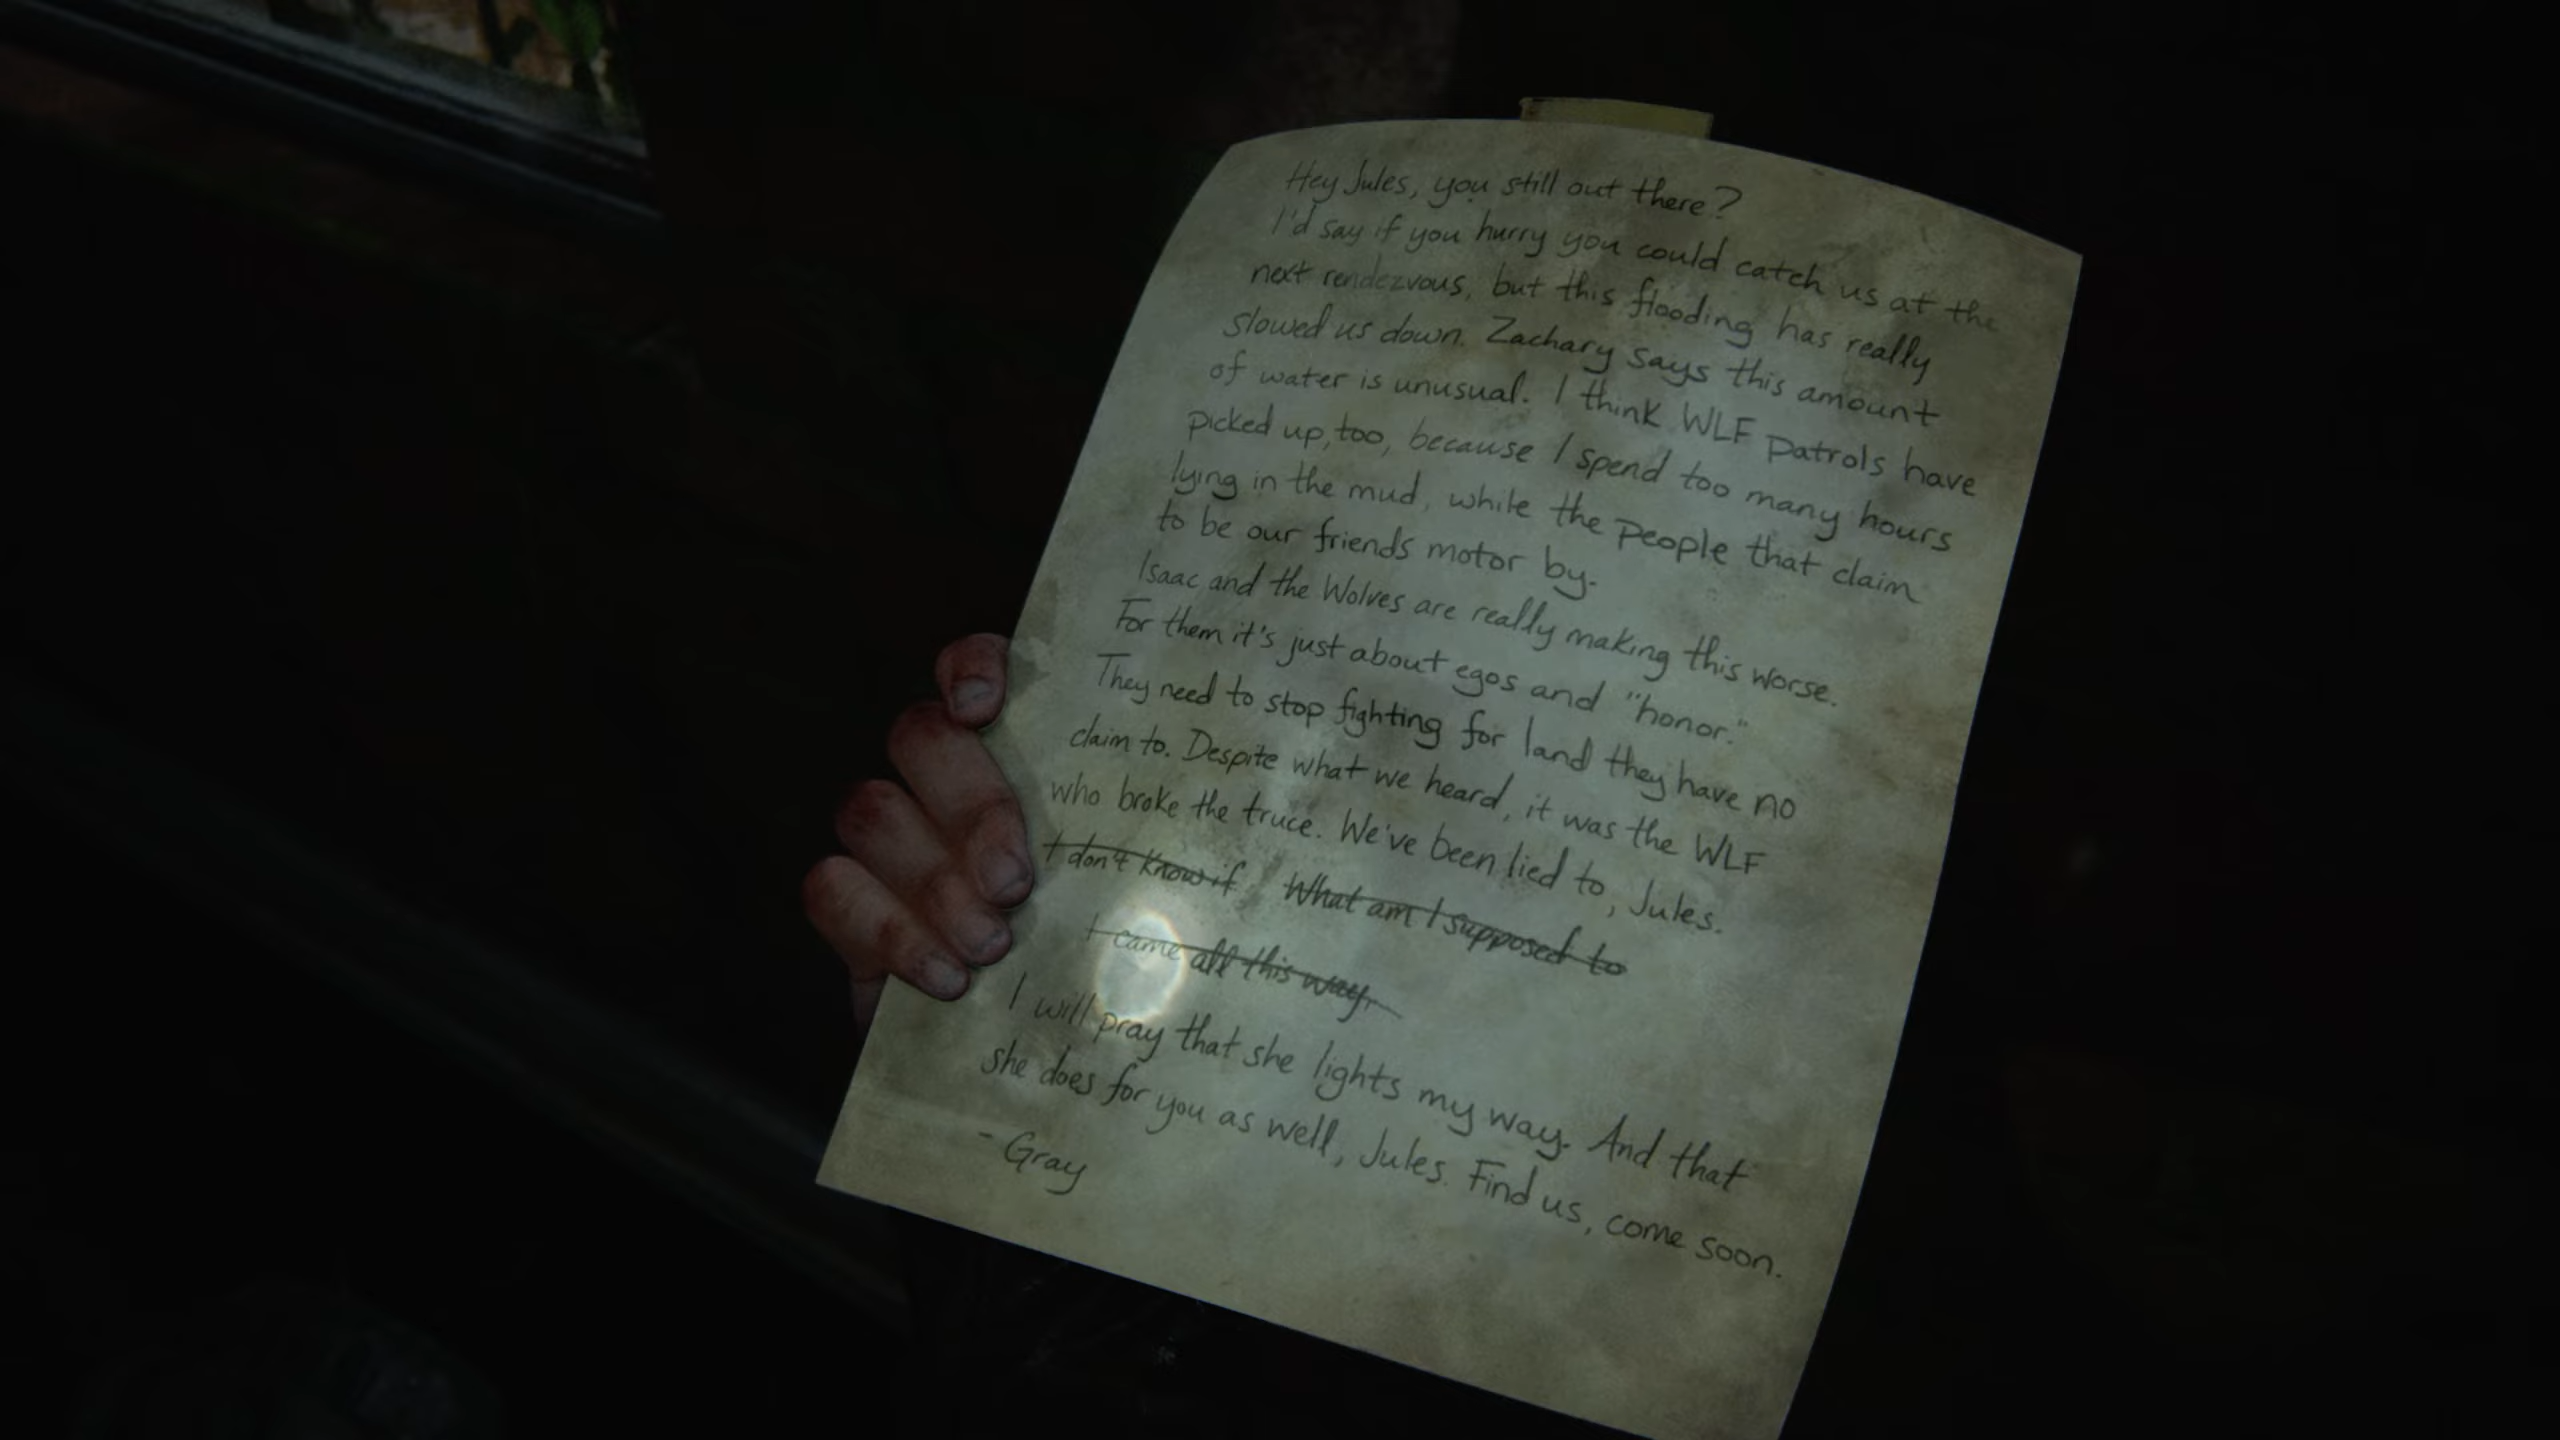 Hey Jules, you still out there?
I'd say if you hurry you could catch us at the
next rendezvous, but this flooding has really
slowed us down. Zachary says this amount
of water is unusual. I think WLF patrols have
picked up, too, because I spend too many hours
lying in the mud, while the people that claim
to be our friends motor by.
Isaac and the Wolves are really making this worse.
For them it's just about egos and "honor."
They need to stop fighting for land they have no
claim to. Despite what we heard, it was the WLF
who broke the truce. We've been lied to, Jules.
I don't know if What am I supposed to
I came all this way,
I will pray that she lights my way. And that
she does for you as well, Jules. Find us, come soon.
- Gray